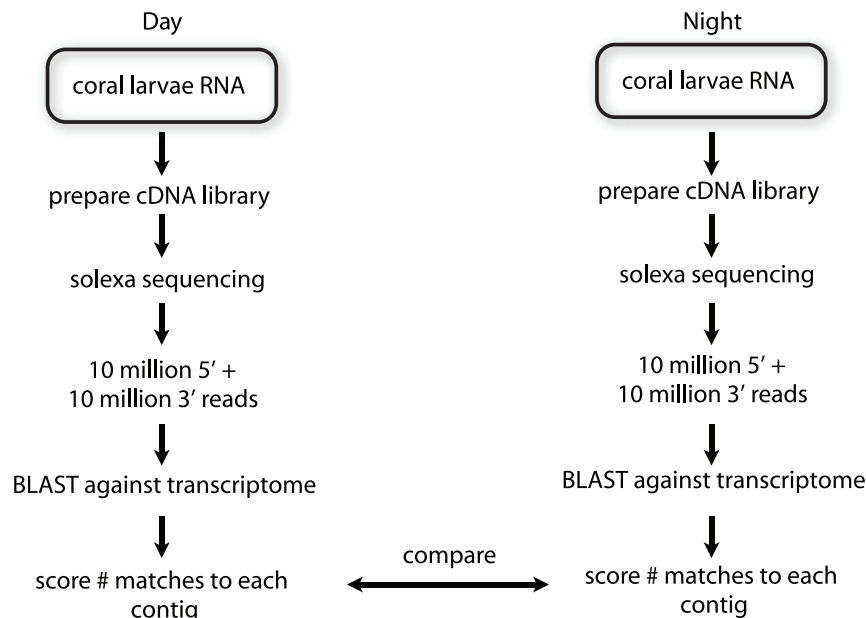 Day
coral larvae RNA
prepare cDNA library
solexa sequencing
10 million 5’ +
10 million 3’ reads
BLAST against transcriptome
score # matches to each
contig
compare
Night
coral larvae RNA
prepare cDNA library
solexa sequencing
10 million 5’ +
10 million 3’ reads
BLAST against transcriptome
score # matches to each
contig